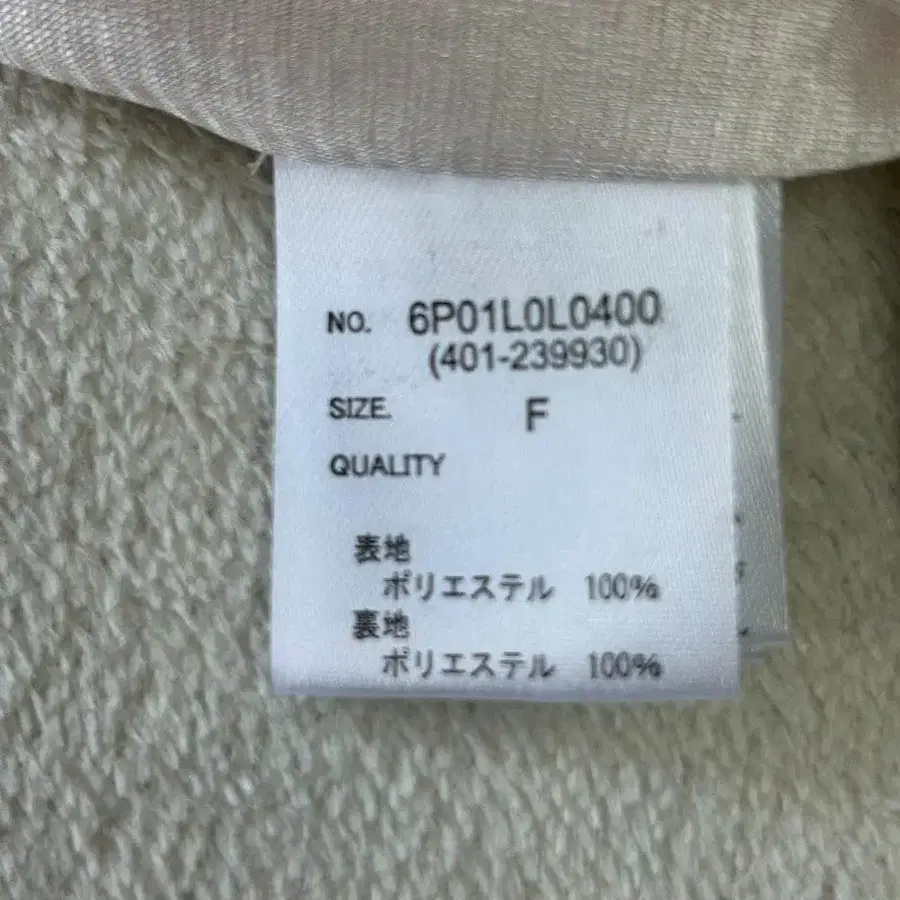 NO. 6P01L0L0400
(401-239930)
SIZE. F
QUALITY
表地
ポリエステル 100%
裏地
ポリエステル 100%